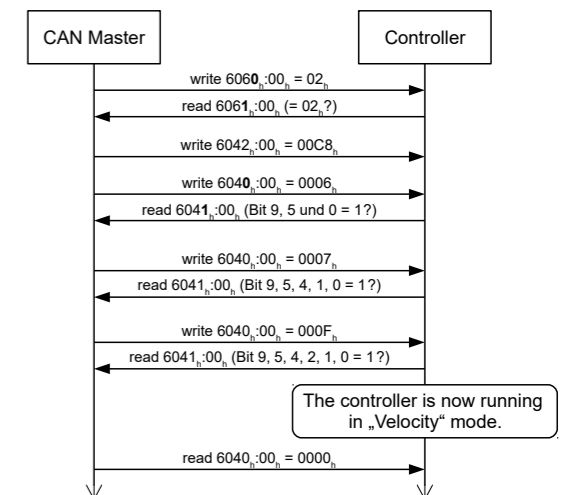 CAN Master
Controller
write 6060h:00h = 02h
read 6061h:00h (= 02h?)
write 6042h:00h = 00C8h
write 6040h:00h = 0006h
read 6041h:00h (Bit 9, 5 und 0 = 1?)
write 6040h:00h = 0007h
read 6041h:00h (Bit 9, 5, 4, 1, 0 = 1?)
write 6040h:00h = 000Fh
read 6041h:00h (Bit 9, 5, 4, 2, 1, 0 = 1?)
The controller is now running
in „Velocity“ mode.
read 6040h:00h = 0000h